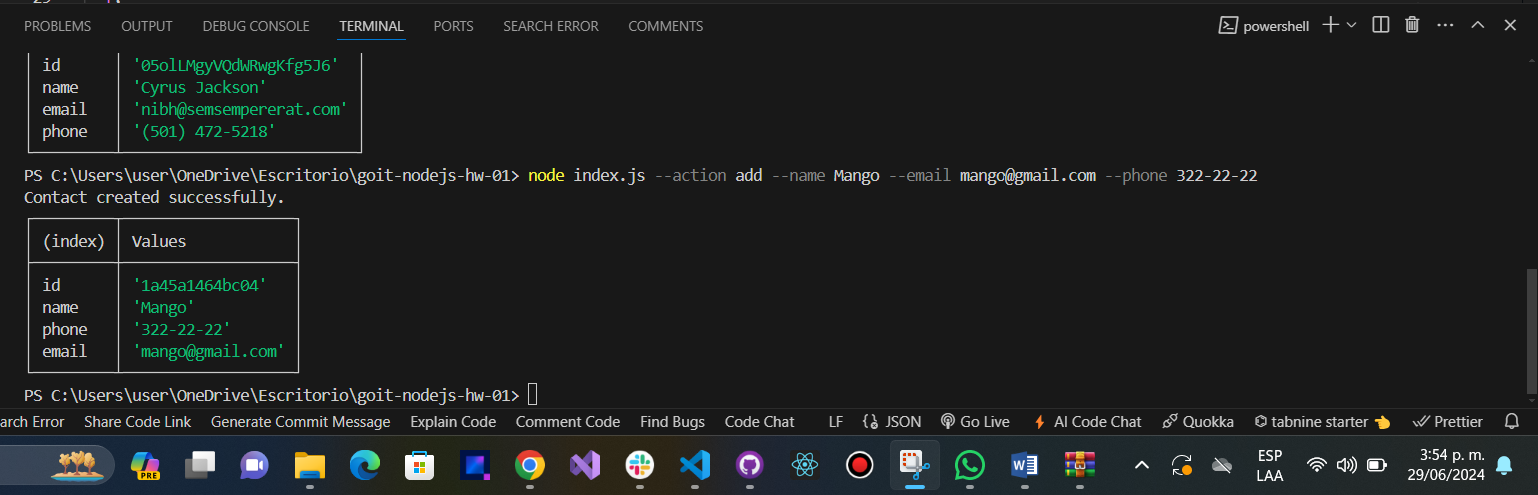 PROBLEMS OUTPUT DEBUG CONSOLE TERMINAL PORTS SEARCH ERROR COMMENTS powershell
id '05olLMgyVQdWRwgKfg5J6'
name 'Cyrus Jackson'
email 'nibh@semsempererat.com'
phone '(501) 472-5218'
PS C:\Users\user\OneDrive\Escritorio\goit-nodejs-hw-01> node index.js --action add --name Mango --email mango@gmail.com --phone 322-22-22
Contact created successfully.
(index) Values
id '1a45a1464bc04'
name 'Mango'
phone '322-22-22'
email 'mango@gmail.com'
PS C:\Users\user\OneDrive\Escritorio\goit-nodejs-hw-01>
arch Error Share Code Link Generate Commit Message Explain Code Comment Code Find Bugs Code Chat LF JSON Go Live AI Code Chat Quokka tabnine starter Prettier
PRE
ESP
LAA
3:54 p. m.
29/06/2024